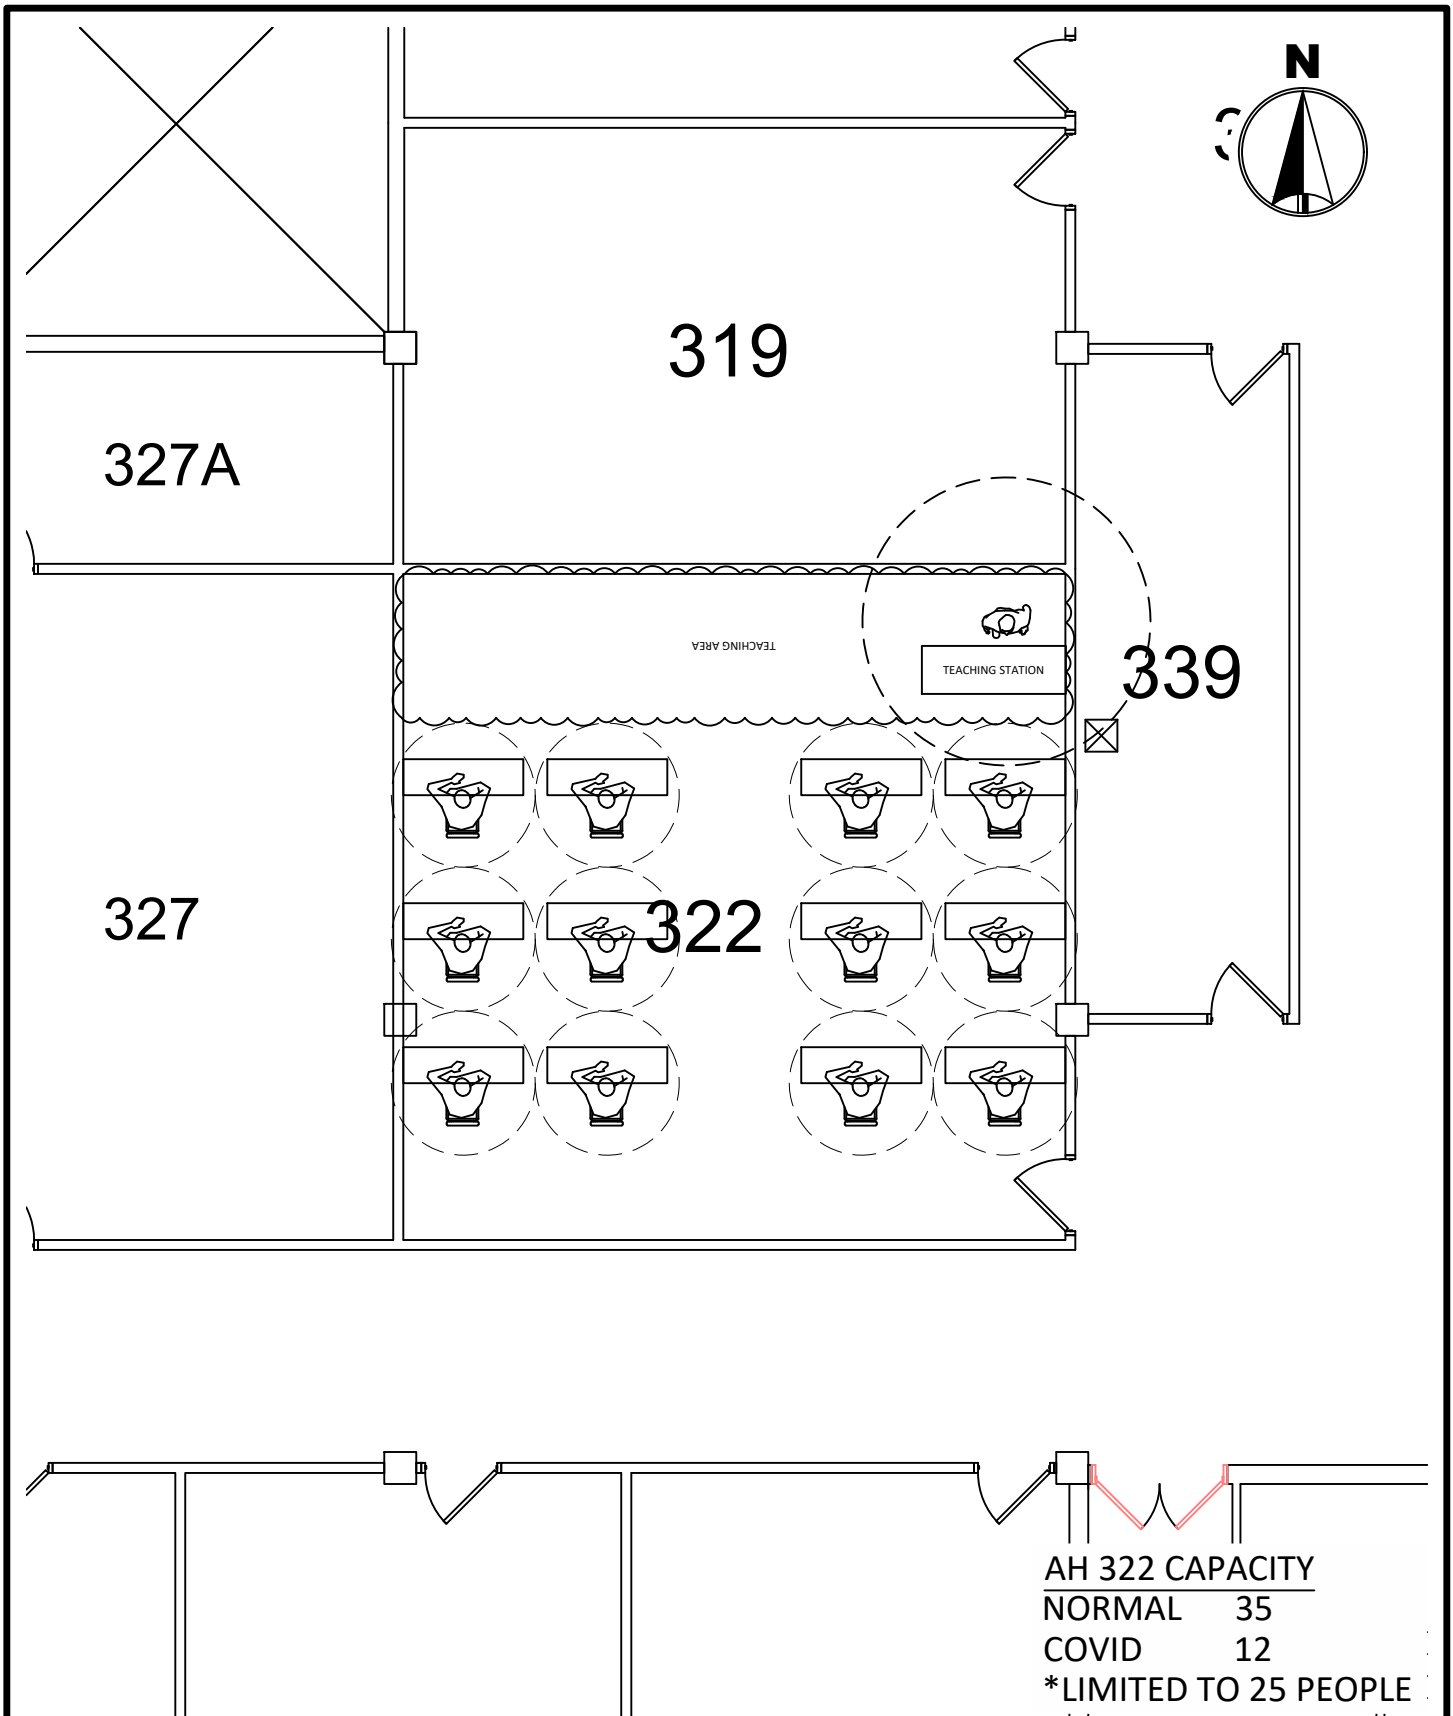 N
319
327A
TEACHING AREA
TEACHING STATION
339
327
322
AH 322 CAPACITY
NORMAL 35
COVID 12
*LIMITED TO 25 PEOPLE